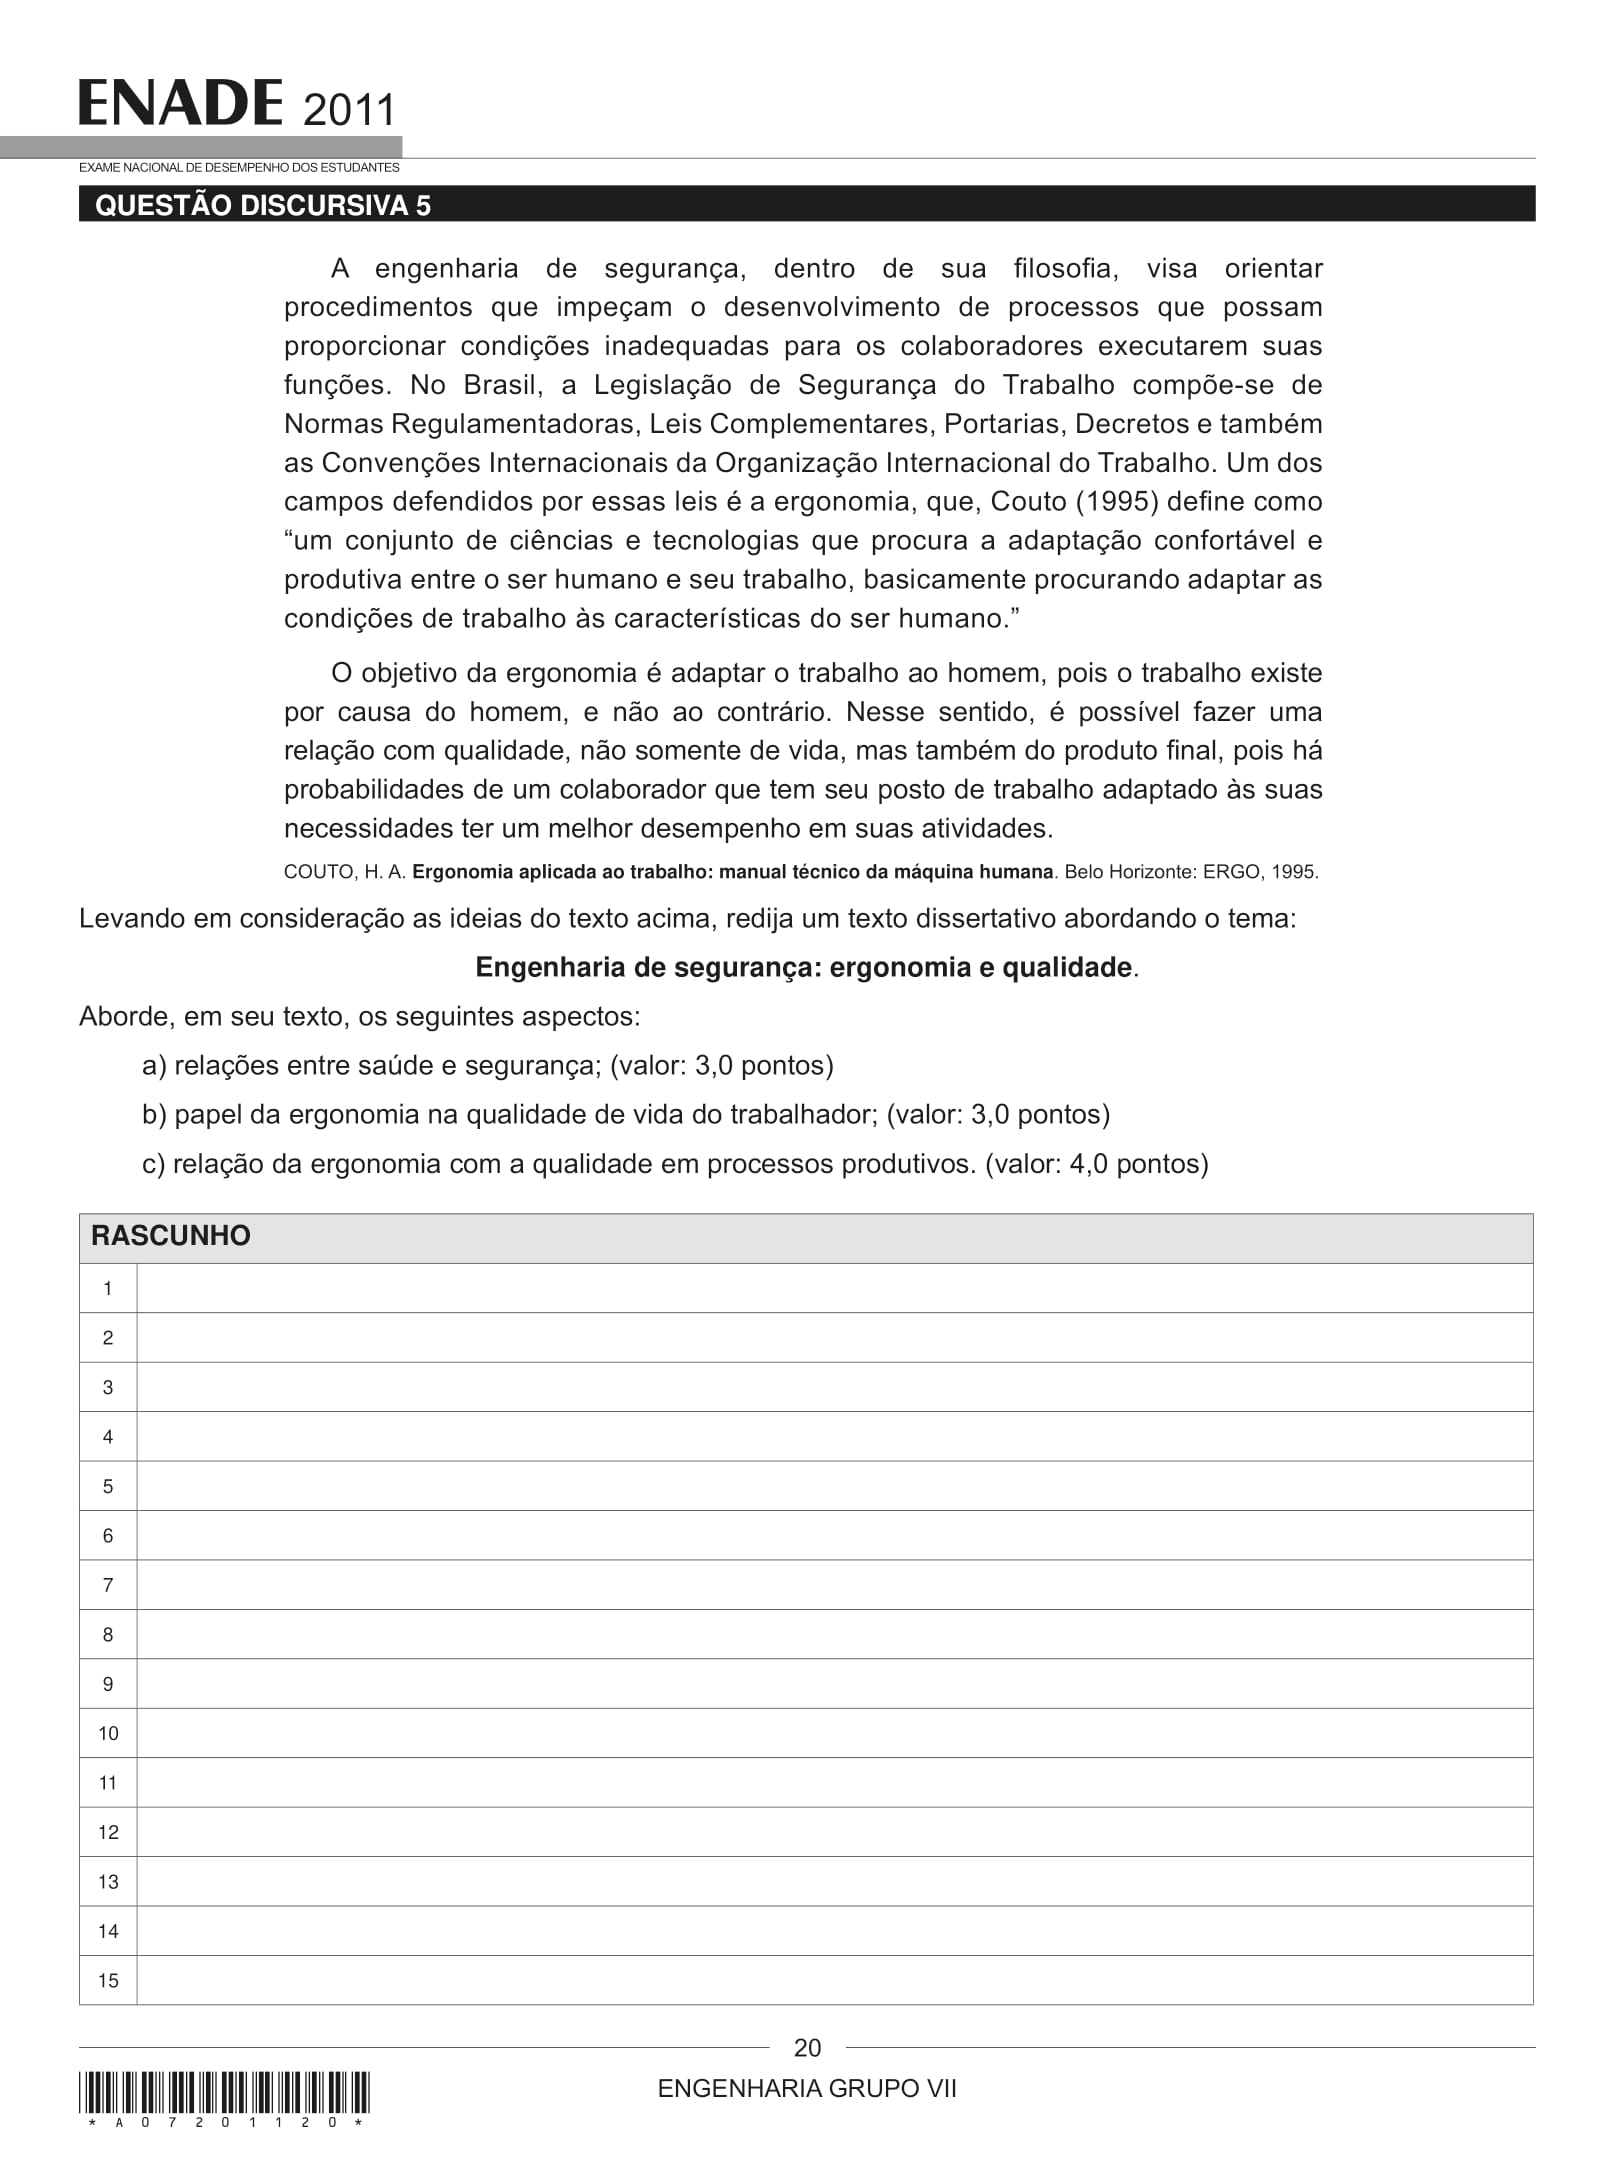 ENADE 2011
EXAME NACIONAL DE DESEMPENHO DOS ESTUDANTES
QUESTÃO DISCURSIVA 5
A engenharia de segurança, dentro de sua filosofia, visa orientar
procedimentos que impeçam o desenvolvimento de processos que possam
proporcionar condições inadequadas para os colaboradores executarem suas
funções. No Brasil, a Legislação de Segurança do Trabalho compõe-se de
Normas Regulamentadoras, Leis Complementares, Portarias, Decretos e também
as Convenções Internacionais da Organização Internacional do Trabalho. Um dos
campos defendidos por essas leis é a ergonomia, que, Couto (1995) define como
“um conjunto de ciências e tecnologias que procura a adaptação confortável e
produtiva entre o ser humano e seu trabalho, basicamente procurando adaptar as
condições de trabalho às características do ser humano.”
O objetivo da ergonomia é adaptar o trabalho ao homem, pois o trabalho existe
por causa do homem, e não ao contrário. Nesse sentido, é possível fazer uma
relação com qualidade, não somente de vida, mas também do produto final, pois há
probabilidades de um colaborador que tem seu posto de trabalho adaptado às suas
necessidades ter um melhor desempenho em suas atividades.
COUTO, H. A. Ergonomia aplicada ao trabalho: manual técnico da máquina humana. Belo Horizonte: ERGO, 1995.
Levando em consideração as ideias do texto acima, redija um texto dissertativo abordando o tema:
Engenharia de segurança: ergonomia e qualidade.
Aborde, em seu texto, os seguintes aspectos:
a) relações entre saúde e segurança; (valor: 3,0 pontos)
b) papel da ergonomia na qualidade de vida do trabalhador; (valor: 3,0 pontos)
c) relação da ergonomia com a qualidade em processos produtivos. (valor: 4,0 pontos)
RASCUNHO
1
2
3
4
5
6
7
8
9
10
11
12
13
14
15
20
ENGENHARIA GRUPO VII
*A07201120*